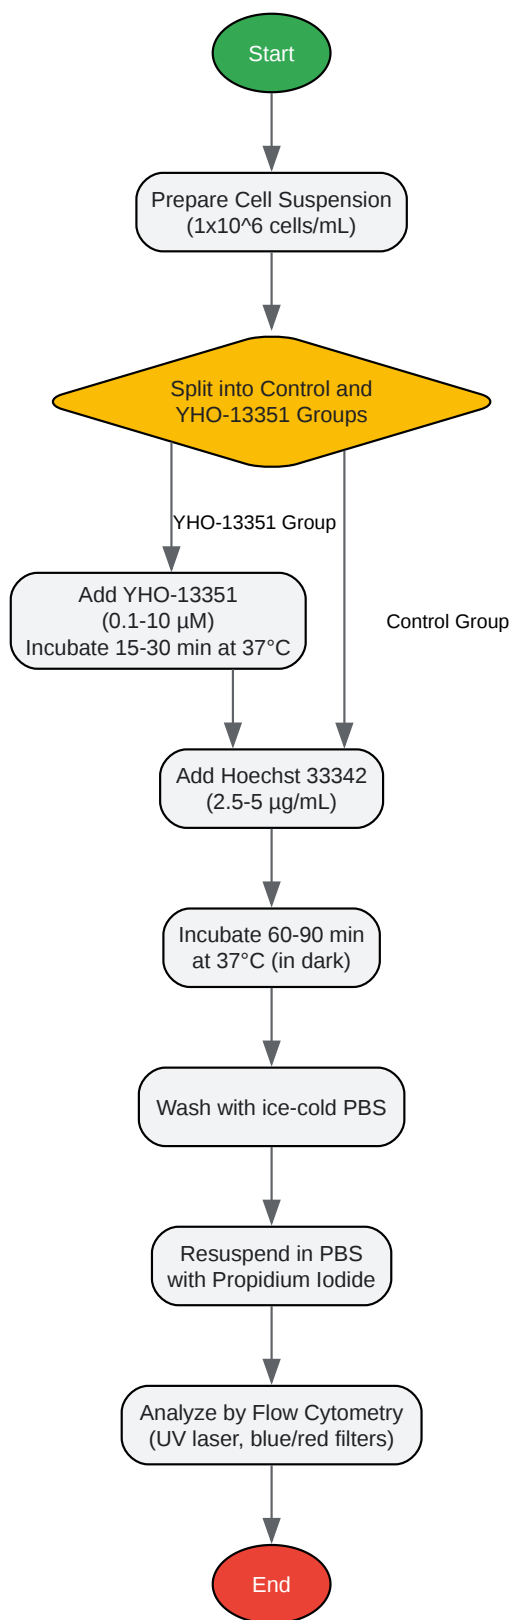 Start
Prepare Cell Suspension
(1x10^6 cells/mL)
Split into Control and
YHO-13351 Groups
YHO-13351 Group
Add YHO-13351
(0.1-10 µM)
Incubate 15-30 min at 37°C
Control Group
Add Hoechst 33342
(2.5-5 µg/mL)
Incubate 60-90 min
at 37°C (in dark)
Wash with ice-cold PBS
Resuspend in PBS
with Propidium Iodide
Analyze by Flow Cytometry
(UV laser, blue/red filters)
End